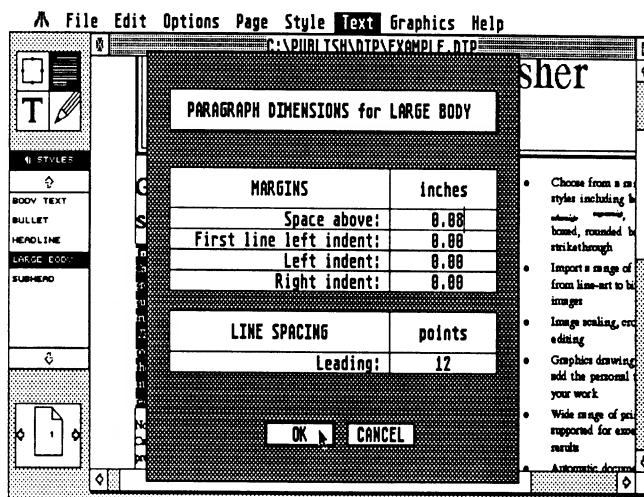 File Edit Options Page Style Text Graphics Help
C:\PUBLISH\DTP\EXAMPLE.DTP
sher
PARAGRAPH DIMENSIONS for LARGE BODY
MARGINS inches
Space above: 0.08
First line left indent: 0.00
Left indent: 0.00
Right indent: 0.00
LINE SPACING points
Leading: 12
OK CANCEL
T
¶ STYLES
BODY TEXT
BULLET
HEADLINE
LARGE BODY
SUBHEAD
1
• Choose from a
styles including
boxed, rounded
strikethrough
• Import a range of
from line-art to
images
• Image scaling,
editing
• Graphics drawing
add the personal
your work
• Wide range of
supported for
results
• Automatic